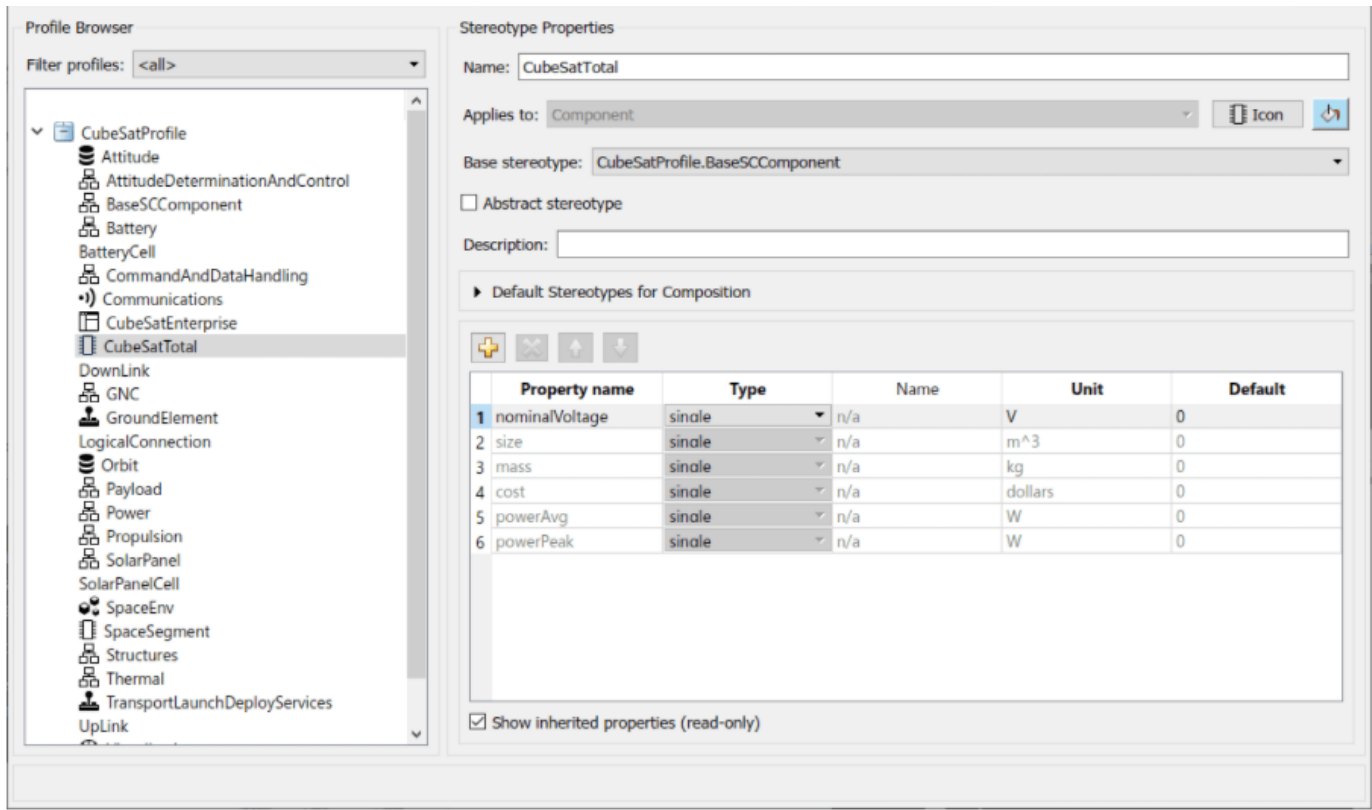 Profile Browser
Filter profiles: <all>
CubeSatProfile
Attitude
AttitudeDeterminationAndControl
BaseSCComponent
Battery
BatteryCell
CommandAndDataHandling
Communications
CubeSatEnterprise
CubeSatTotal
DownLink
GNC
GroundElement
LogicalConnection
Orbit
Payload
Power
Propulsion
SolarPanel
SolarPanelCell
SpaceEnv
SpaceSegment
Structures
Thermal
TransportLaunchDeployServices
UpLink
Stereotype Properties
Name: CubeSatTotal
Applies to: Component Icon
Base stereotype: CubeSatProfile.BaseSCComponent
Abstract stereotype
Description:
Default Stereotypes for Composition
Property name Type Name Unit Default
1 nominalVoltage single n/a V 0
2 size single n/a m^3 0
3 mass single n/a kg 0
4 cost single n/a dollars 0
5 powerAvg single n/a W 0
6 powerPeak single n/a W 0
Show inherited properties (read-only)